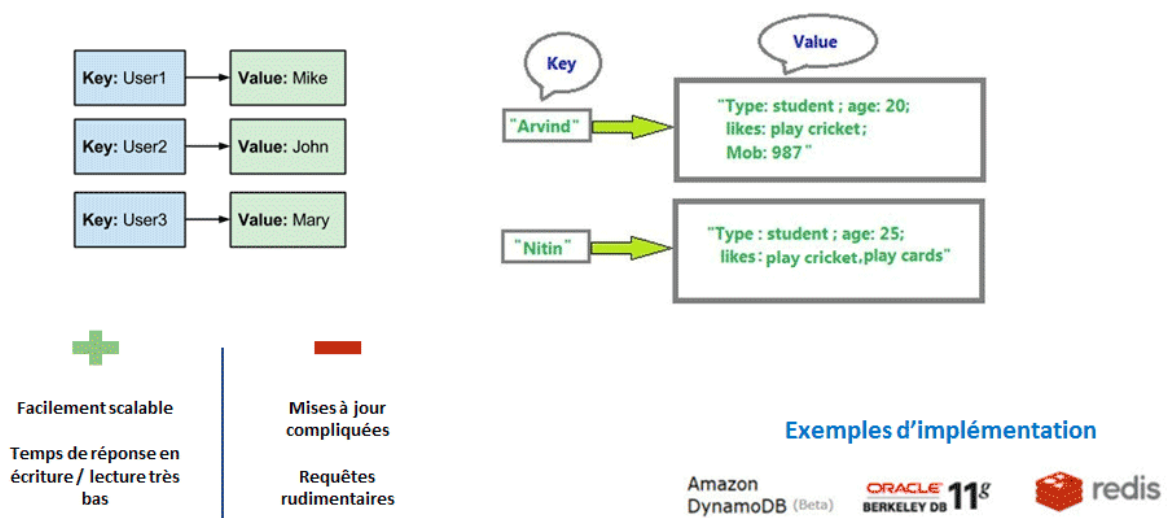 Key: User1
Value: Mike
Key: User2
Value: John
Key: User3
Value: Mary
Key
Value
"Arvind"
"Type: student ; age: 20;
likes: play cricket;
Mob: 987"
"Nitin"
"Type : student ; age: 25;
likes: play cricket,play cards"
Facilement scalable
Temps de réponse en
écriture / lecture très
bas
Mises à jour
compliquées
Requêtes
rudimentaires
Exemples d'implémentation
Amazon
DynamoDB (Beta)
ORACLE
BERKELEY DB 11g
redis